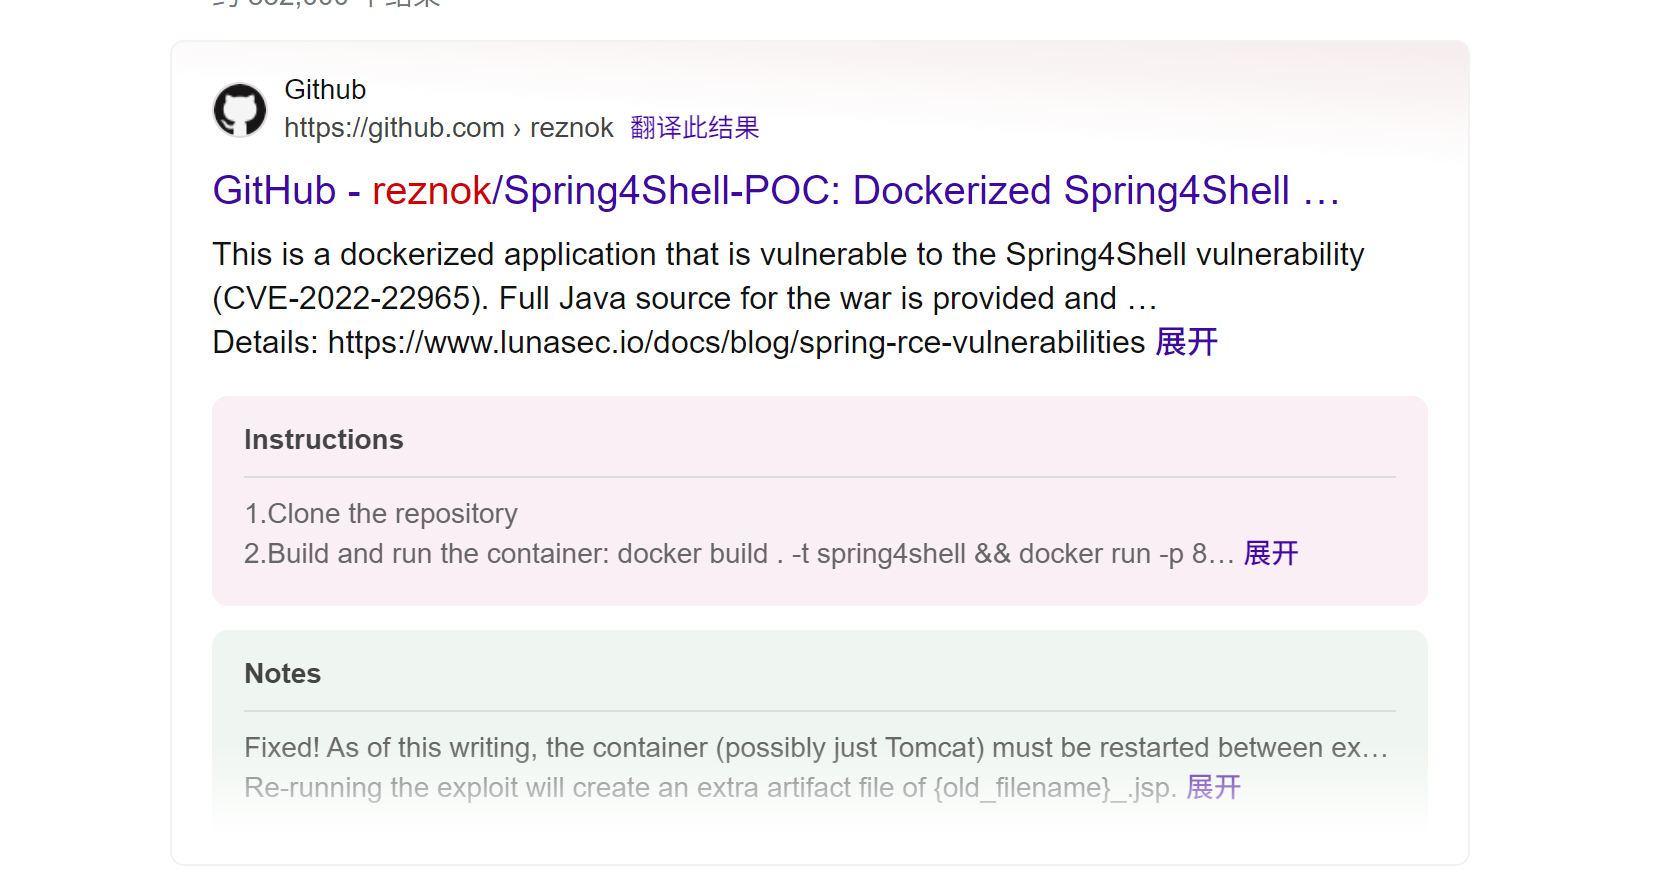 Github
https://github.com › reznok 翻译此结果
GitHub - reznok/Spring4Shell-POC: Dockerized Spring4Shell …
This is a dockerized application that is vulnerable to the Spring4Shell vulnerability
(CVE-2022-22965). Full Java source for the war is provided and …
Details: https://www.lunasec.io/docs/blog/spring-rce-vulnerabilities 展开
Instructions
1.Clone the repository
2.Build and run the container: docker build . -t spring4shell && docker run -p 8… 展开
Notes
Fixed! As of this writing, the container (possibly just Tomcat) must be restarted between ex…
Re-running the exploit will create an extra artifact file of {old_filename}_.jsp. 展开